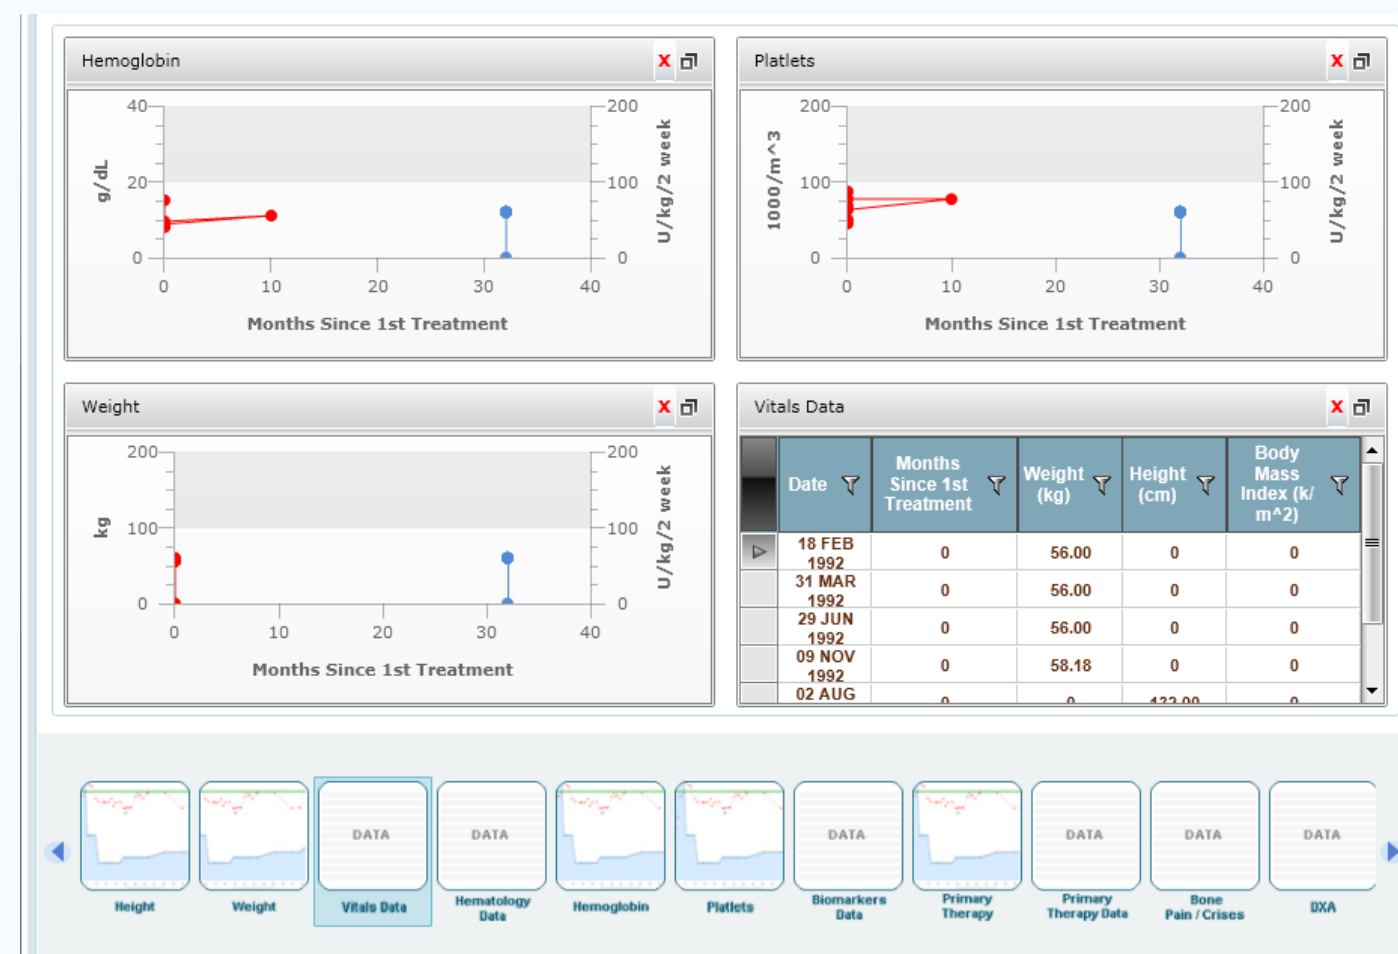 Hemoglobin X
40
20
0
g/dL
200
100
0
U/kg/2 week
0 10 20 30 40
Months Since 1st Treatment
Platlets X
200
100
0
1000/m^3
200
100
0
U/kg/2 week
0 10 20 30 40
Months Since 1st Treatment
Weight X
200
100
0
kg
200
100
0
U/kg/2 week
0 10 20 30 40
Months Since 1st Treatment
Vitals Data X
Date
Months
Since 1st
Treatment
Weight
(kg)
Height
(cm)
Body
Mass
Index (k/
m^2)
18 FEB
1992
0 56.00 0 0
31 MAR
1992
0 56.00 0 0
29 JUN
1992
0 56.00 0 0
09 NOV
1992
0 58.18 0 0
02 AUG
0 0 122.00 0
DATA DATA DATA DATA DATA DATA
Height
Weight
Vitals Data
Hematology
Data
Hemoglobin
Platlets
Biomarkers
Data
Primary
Therapy
Primary
Therapy Data
Bone
Pain / Crises
DXA